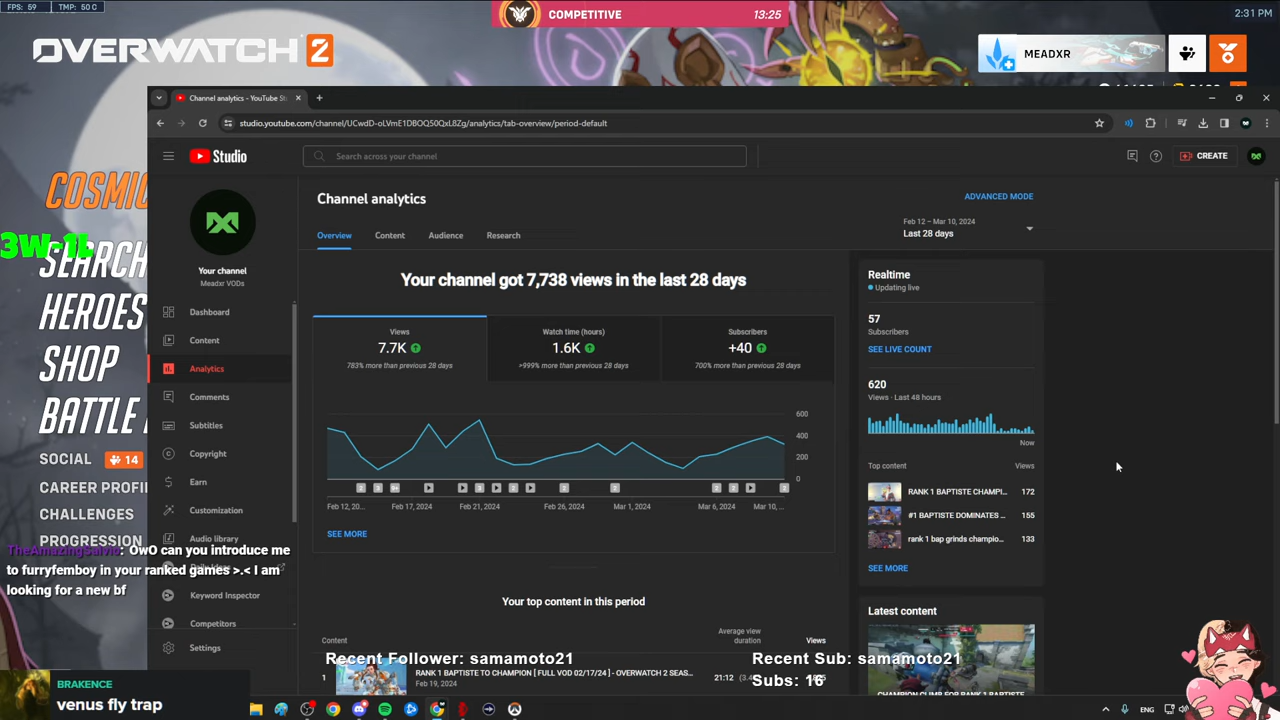 FPS: 59 TMP: 50 C
COMPETITIVE 13:25
2:31 PM
OVERWATCH 2
MEADXR
Channel analytics - YouTube St
studio.youtube.com/channel/UCwdD-oLVmE1DBOQ50QxL8Zg/analytics/tab-overview/period-default
Studio
Search across your channel
CREATE
COSMIC
3W-1L
SEARCH
HEROES
SHOP
BATTLE
SOCIAL 14
CAREER PROFI
CHALLENGES
PROGRESSION
TheAmazingSalvio: OwO can you introduce me
to furryfemboy in your ranked games >.< I am
looking for a new bf
BRAKENCE
venus fly trap
Your channel
Meadxr VODs
Dashboard
Content
Analytics
Comments
Subtitles
Copyright
Earn
Customization
Audio library
Keyword Inspector
Competitors
Settings
Channel analytics
ADVANCED MODE
Feb 12 – Mar 10, 2024
Last 28 days
Overview Content Audience Research
Your channel got 7,738 views in the last 28 days
Views
7.7K
783% more than previous 28 days
Watch time (hours)
1.6K
>999% more than previous 28 days
Subscribers
+40
700% more than previous 28 days
600
400
200
0
Feb 12, 20... Feb 17, 2024 Feb 21, 2024 Feb 26, 2024 Mar 1, 2024 Mar 6, 2024 Mar 10, ...
SEE MORE
Your top content in this period
Content
Average view
duration
Views
1
RANK 1 BAPTISTE TO CHAMPION [ FULL VOD 02/17/24 ] - OVERWATCH 2 SEAS...
Feb 19, 2024
21:12
Realtime
Updating live
57
Subscribers
SEE LIVE COUNT
620
Views · Last 48 hours
Now
Top content Views
RANK 1 BAPTISTE CHAMPI... 172
#1 BAPTISTE DOMINATES ... 155
rank 1 bap grinds champio... 133
SEE MORE
Latest content
CHAMPION CLIMB FOR RANK 1 BAPTISTE
Recent Follower: samamoto21
Recent Sub: samamoto21
Subs: 16
ENG